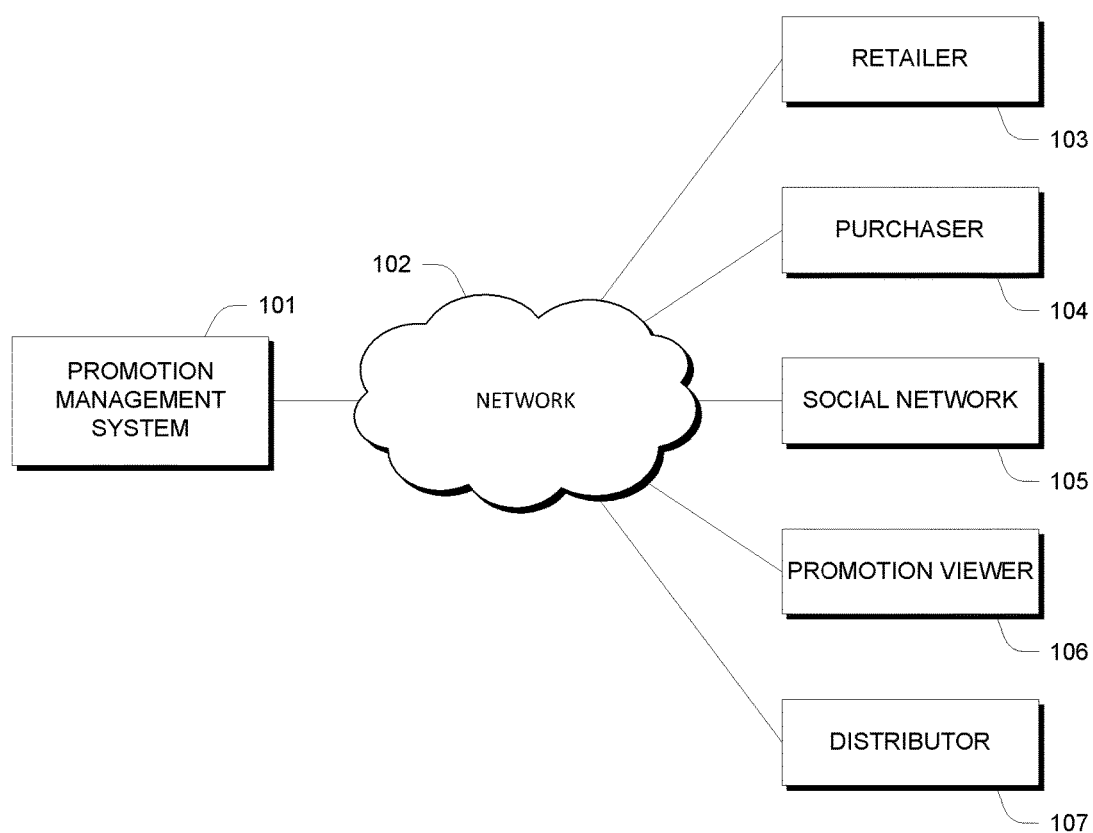 RETAILER
103
PURCHASER
104
102
101
PROMOTION
MANAGEMENT
SYSTEM
NETWORK
SOCIAL NETWORK
105
PROMOTION VIEWER
106
DISTRIBUTOR
107